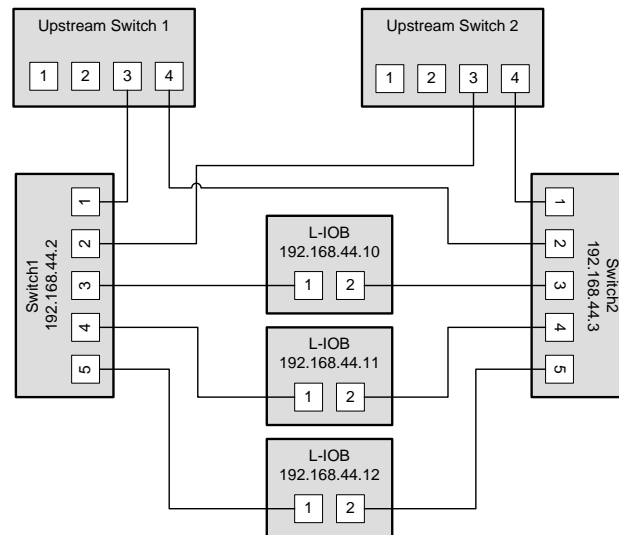 Upstream Switch 1
1 2 3 4
Upstream Switch 2
1 2 3 4
Switch1
192.168.44.2
1
2
3
4
5
L-IOB
192.168.44.10
1 2
L-IOB
192.168.44.11
1 2
L-IOB
192.168.44.12
1 2
1
2
3
4
5
Switch2
192.168.44.3